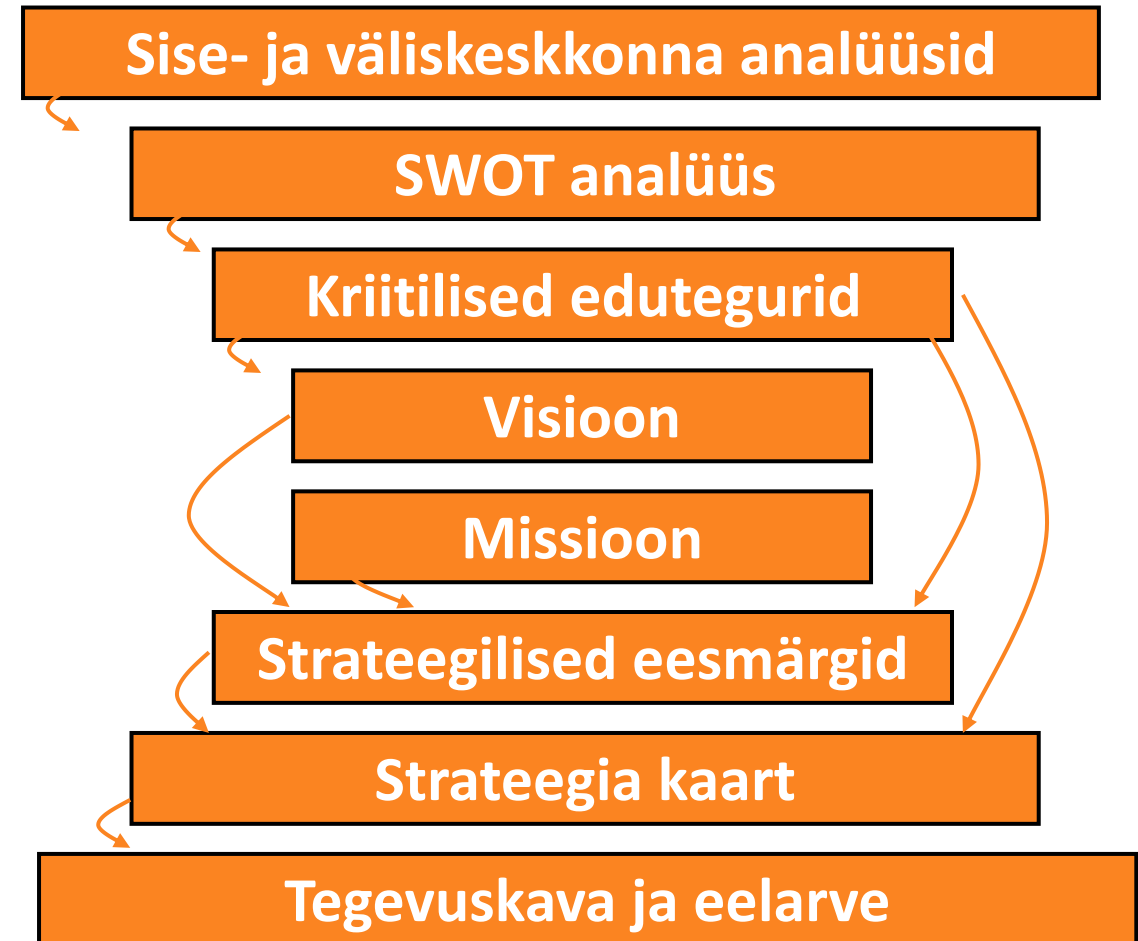 Sise- ja väliskeskkonna analüüsid
SWOT analüüs
Kriitilised edutegurid
Visioon
Missioon
Strateegilised eesmärgid
Strateegia kaart
Tegevuskava ja eelarve